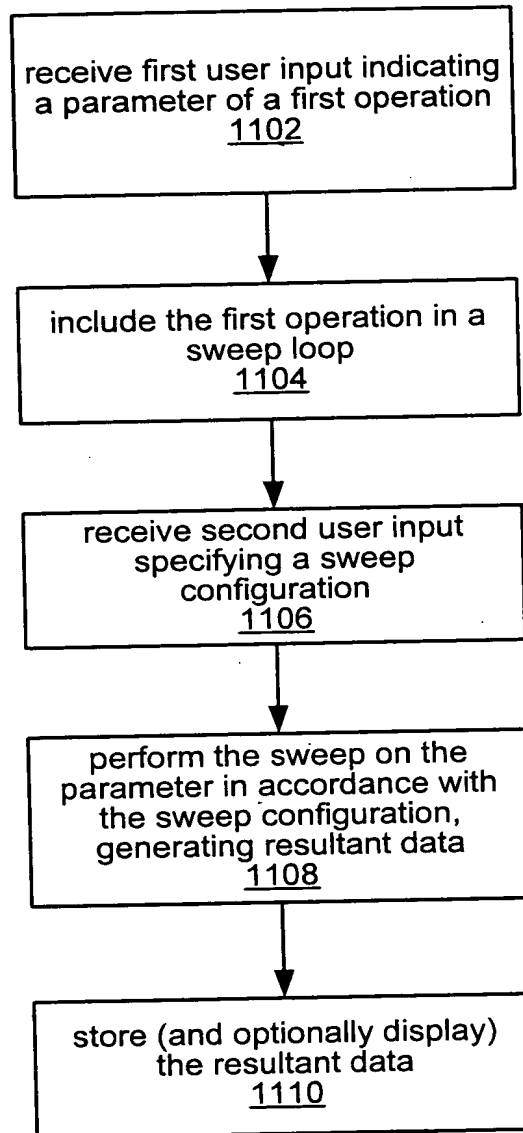 receive first user input indicating
a parameter of a first operation
1102
include the first operation in a
sweep loop
1104
receive second user input
specifying a sweep
configuration
1106
perform the sweep on the
parameter in accordance with
the sweep configuration,
generating resultant data
1108
store (and optionally display)
the resultant data
1110